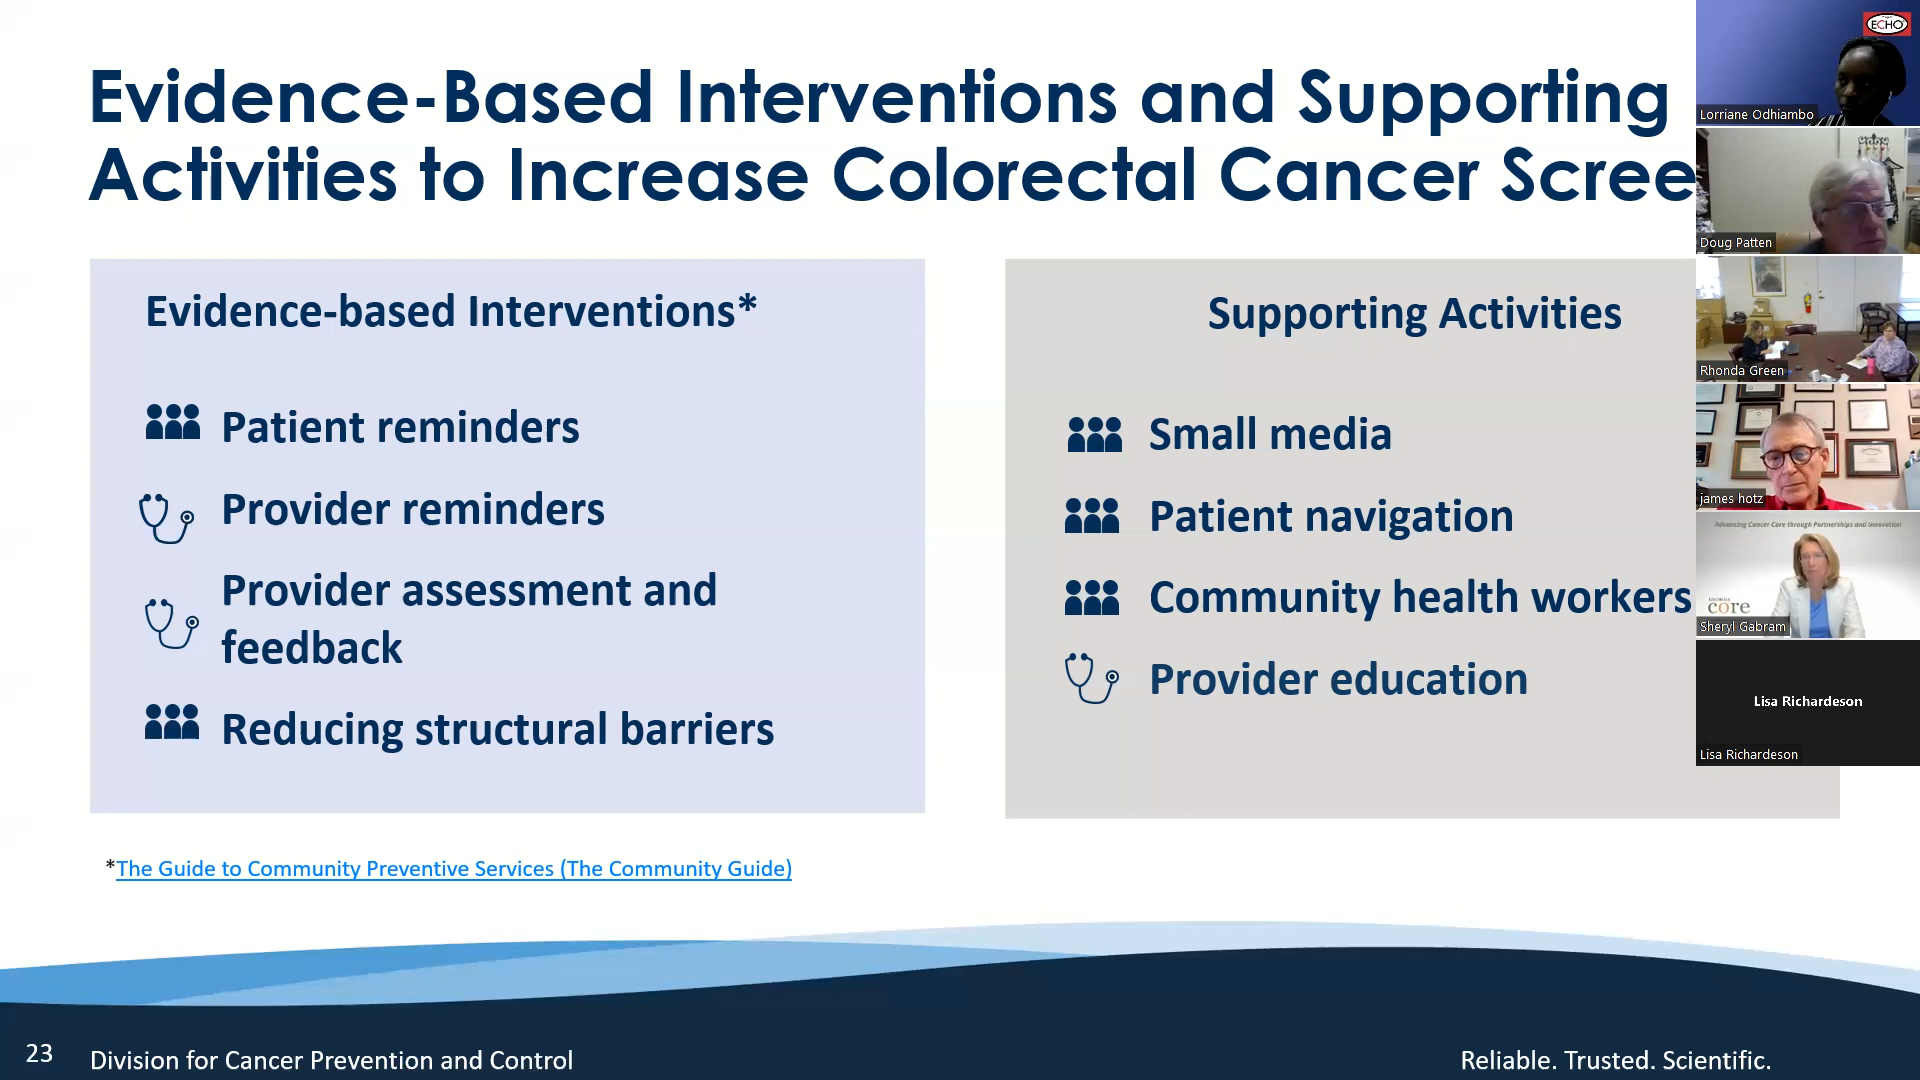 Evidence-Based Interventions and Supporting
Activities to Increase Colorectal Cancer Scree
Evidence-based Interventions*
Patient reminders
Provider reminders
Provider assessment and
feedback
Reducing structural barriers
Supporting Activities
Small media
Patient navigation
Community health workers
Provider education
*The Guide to Community Preventive Services (The Community Guide)
23
Division for Cancer Prevention and Control
Reliable. Trusted. Scientific.
ECHO
Lorriane Odhiambo
Doug Patten
Rhonda Green
james hotz
Advancing Cancer Care through Partnerships and Innovation
GEORGIA
core
Sheryl Gabram
Lisa Richardeson
Lisa Richardeson